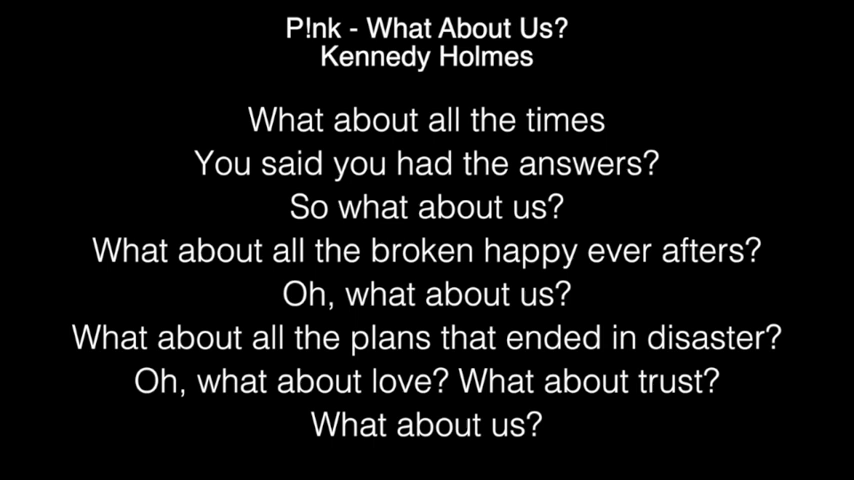 P!nk - What About Us?
Kennedy Holmes
What about all the times
You said you had the answers?
So what about us?
What about all the broken happy ever afters?
Oh, what about us?
What about all the plans that ended in disaster?
Oh, what about love? What about trust?
What about us?